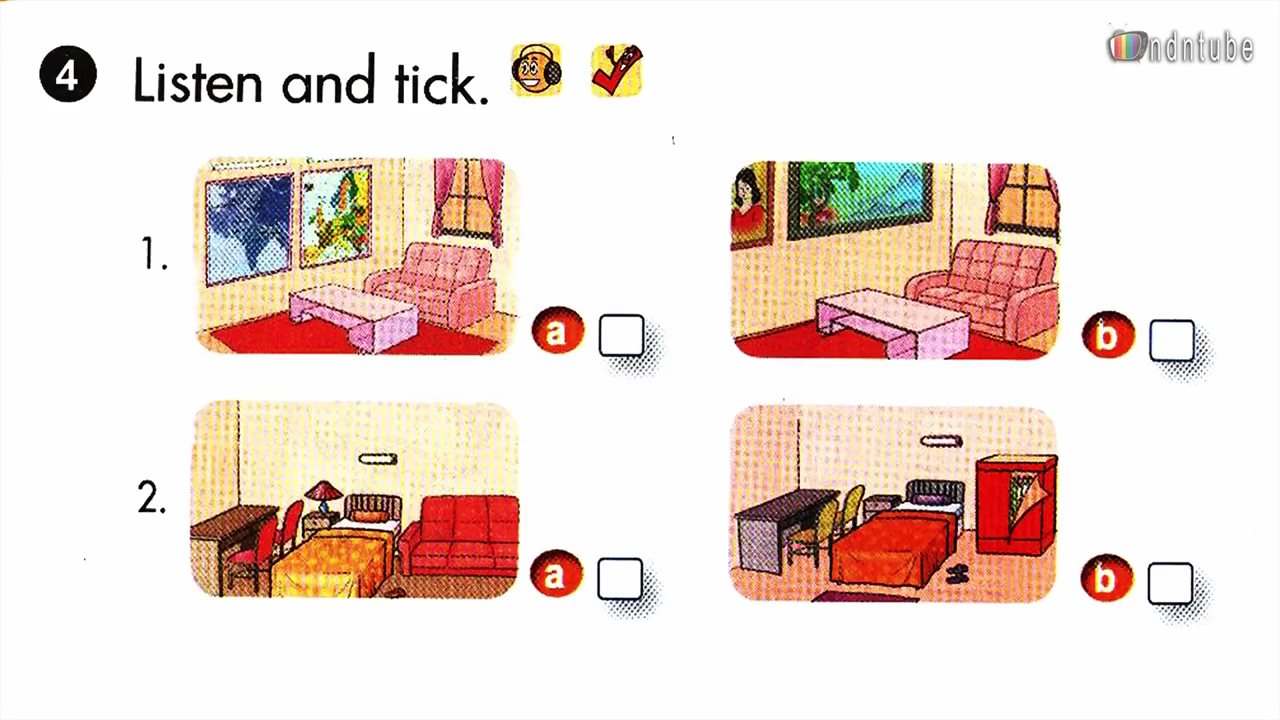 4 Listen and tick.
ndntube
1.
a
b
2.
a
b